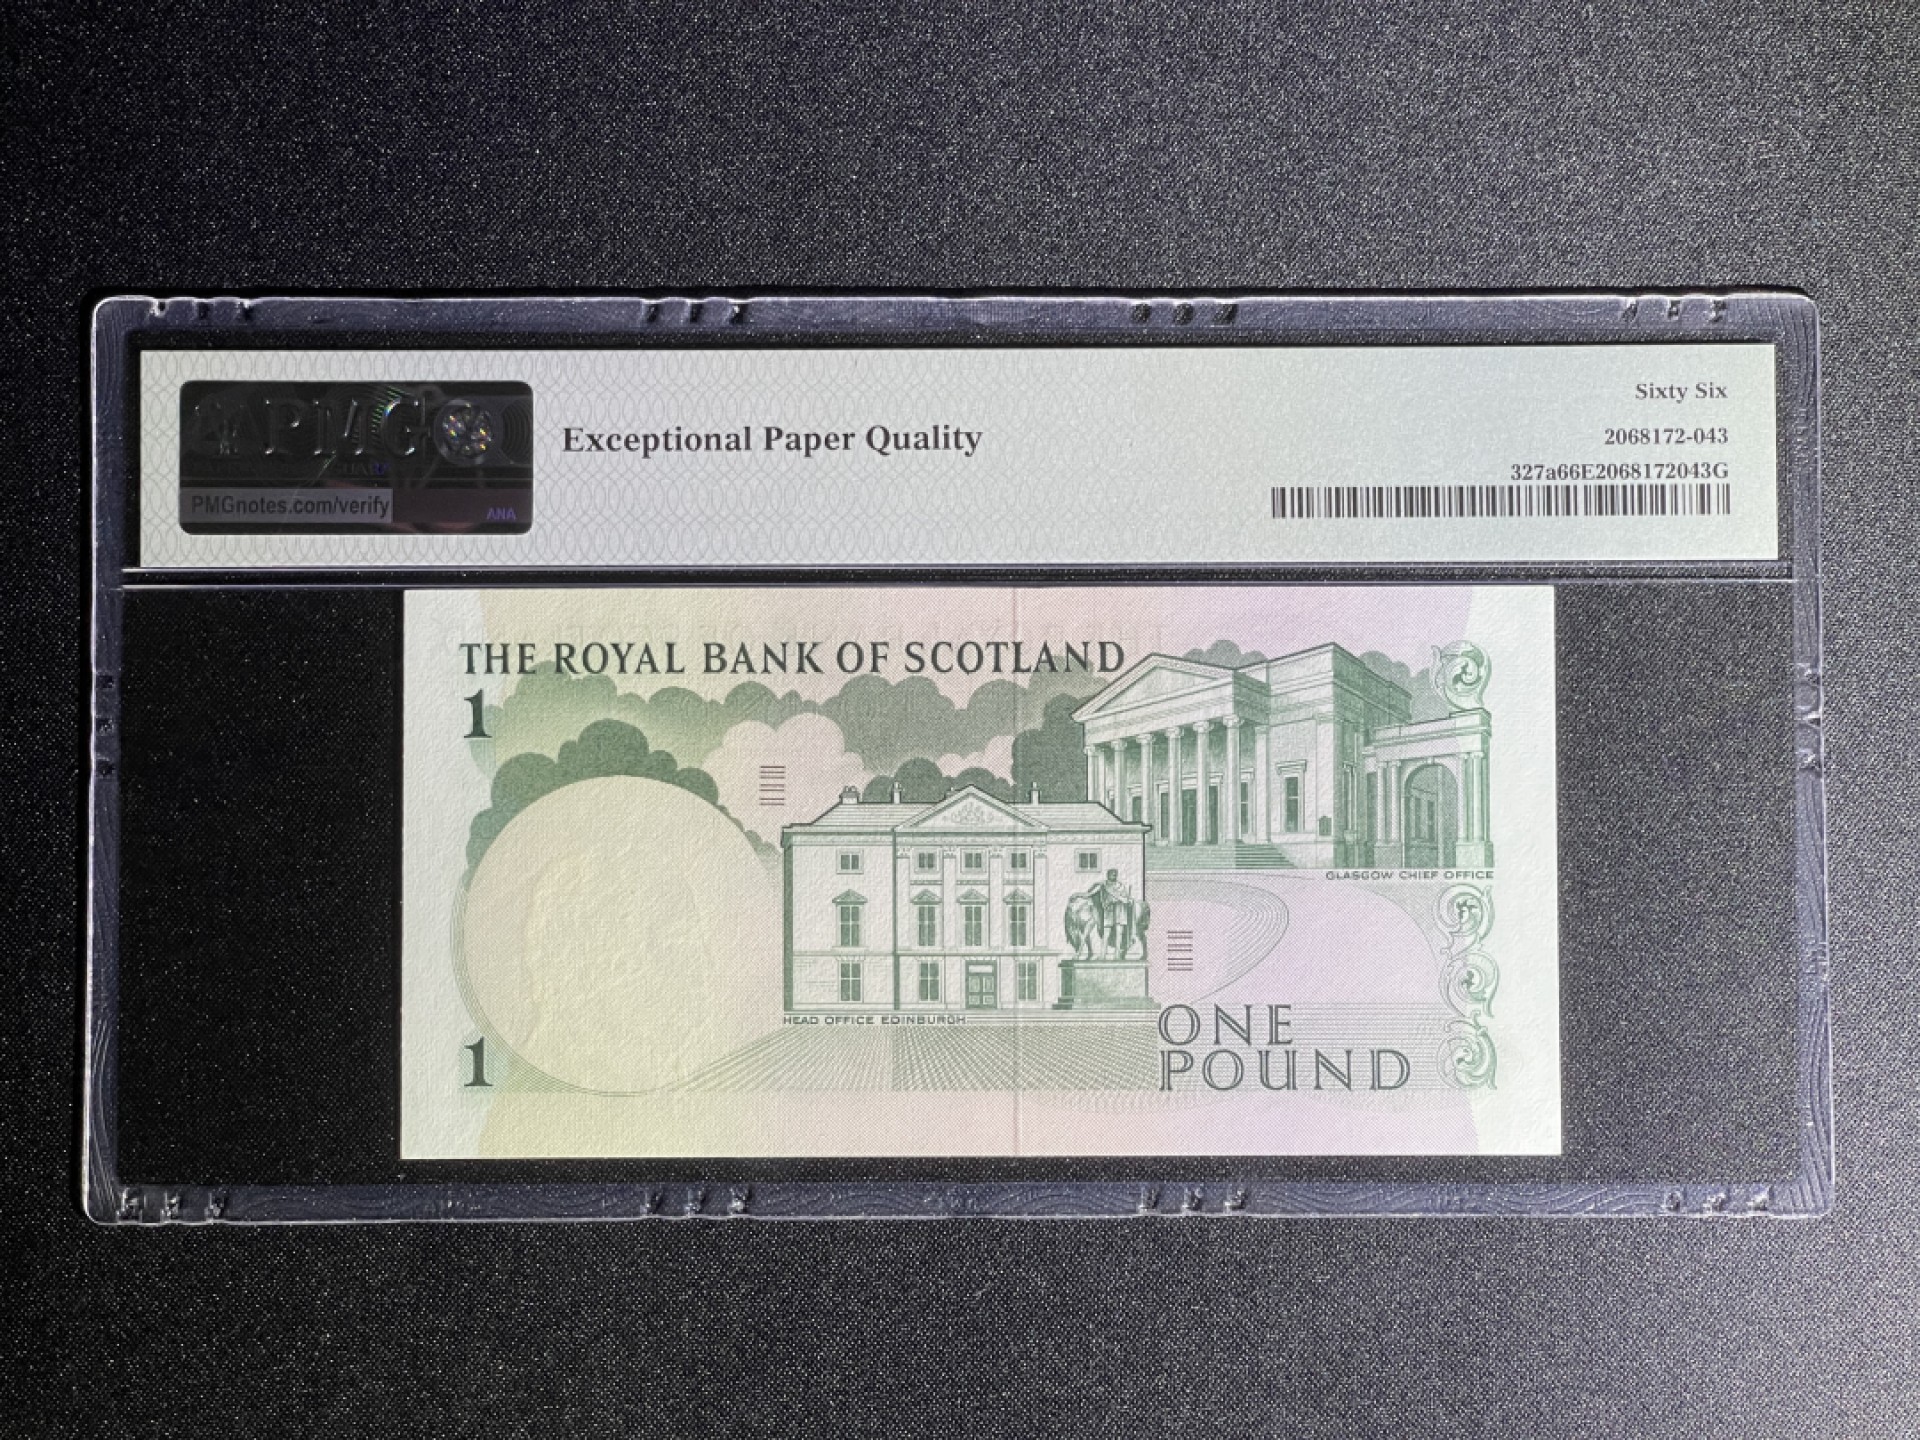 PMG
PMGnotes.com/verify
ANA
Exceptional Paper Quality
Sixty Six
2068172-043
327a66E2068172043G
THE ROYAL BANK OF SCOTLAND
1
GLASGOW CHIEF OFFICE
HEAD OFFICE EDINBURGH
ONE
POUND
1